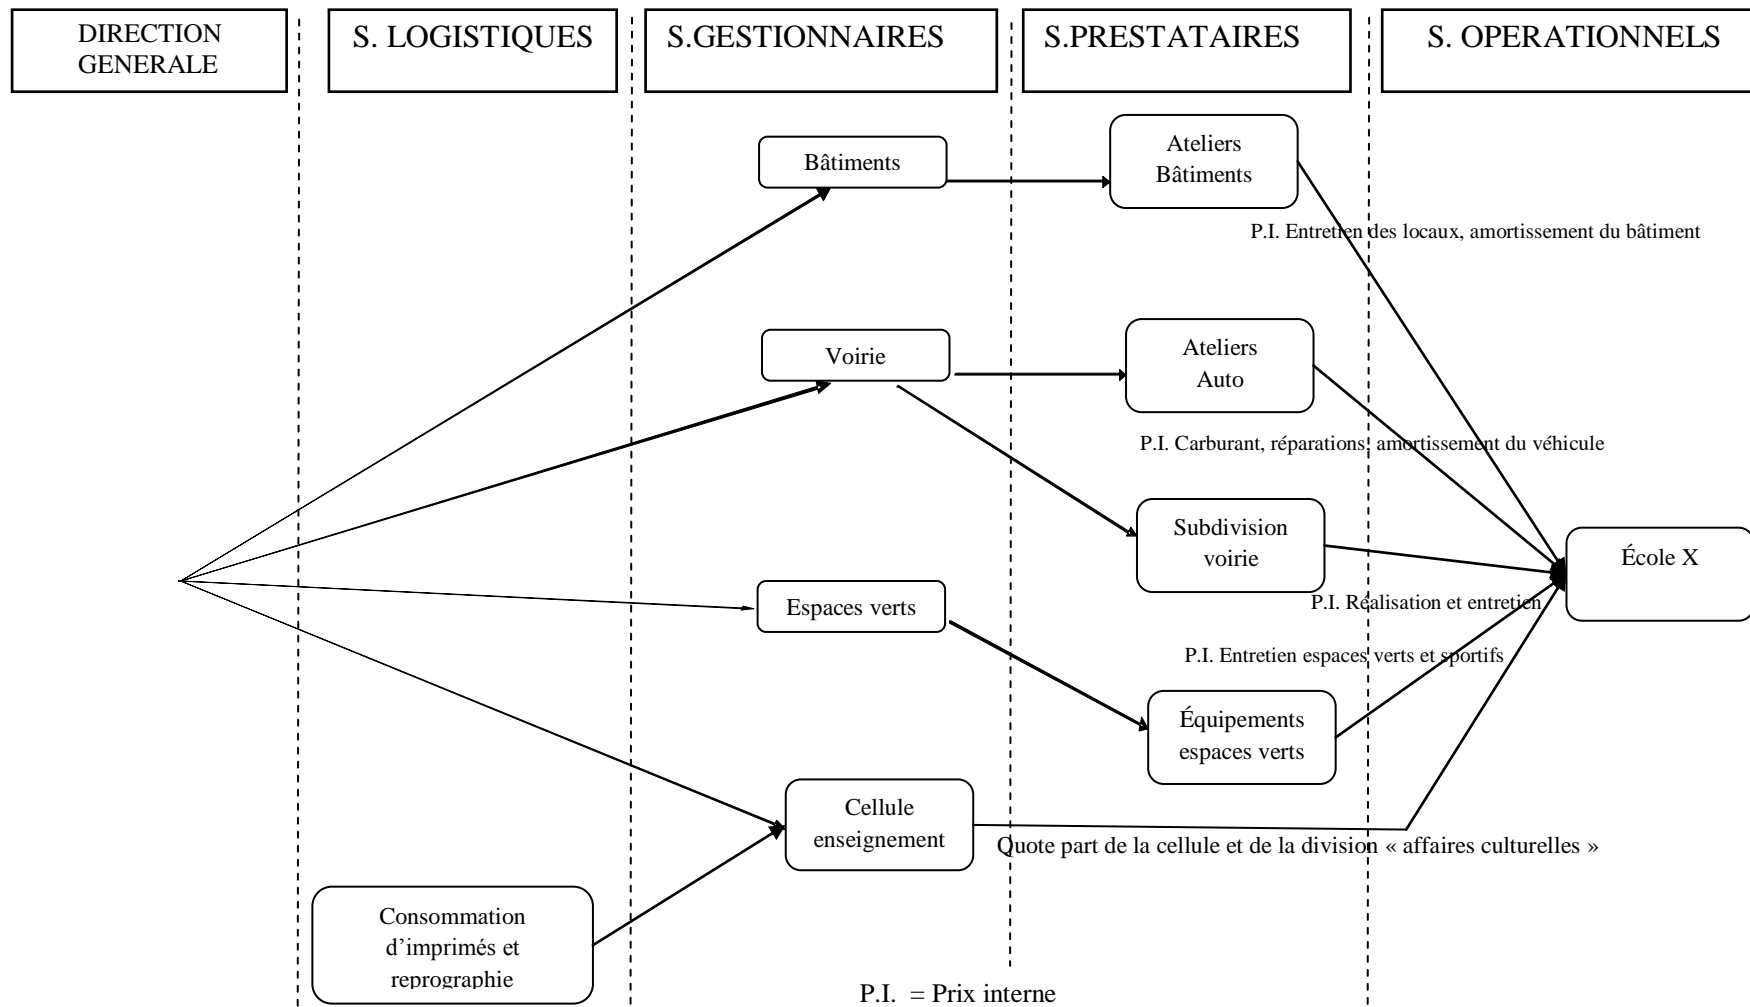 DIRECTION
GENERALE
S. LOGISTIQUES
S.GESTIONNAIRES
S.PRESTATAIRES
S. OPERATIONNELS
Bâtiments
Ateliers
Bâtiments
P.I. Entretien des locaux, amortissement du bâtiment
Voirie
Ateliers
Auto
P.I. Carburant, réparations, amortissement du véhicule
Subdivision
voirie
École X
Espaces verts
P.I. Réalisation et entretien
P.I. Entretien espaces verts et sportifs
Équipements
espaces verts
Cellule
enseignement
Quote part de la cellule et de la division « affaires culturelles »
Consommation
d’imprimés et
reprographie
P.I. = Prix interne